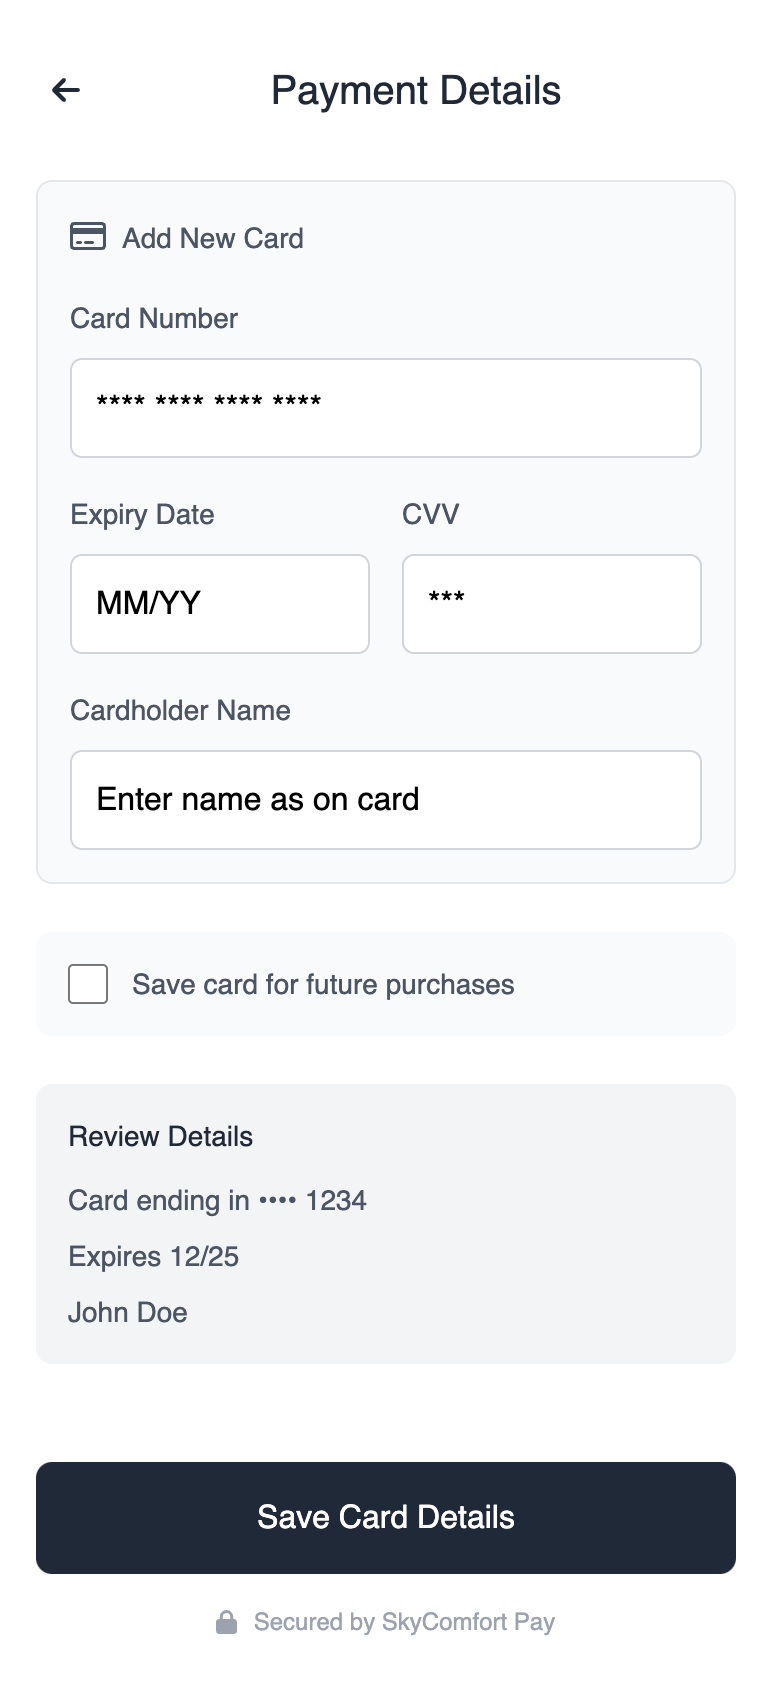 Payment Details
Add New Card
Card Number
**** **** **** ****
Expiry Date
CVV
MM/YY
***
Cardholder Name
Enter name as on card
Save card for future purchases
Review Details
Card ending in •••• 1234
Expires 12/25
John Doe
Save Card Details
Secured by SkyComfort Pay